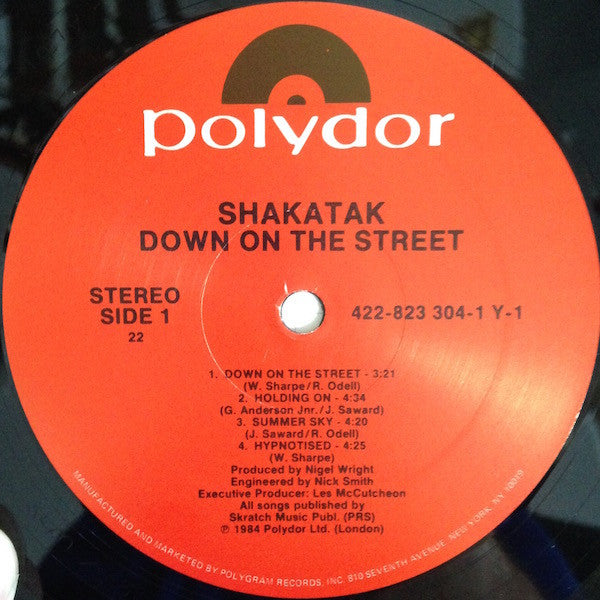 polydor
SHAKATAK
DOWN ON THE STREET
STEREO
SIDE 1
22
422-823 304-1 Y-1
1. DOWN ON THE STREET - 3:21
(W. Sharpe/R. Odell)
2. HOLDING ON - 4:34
(G. Anderson Jnr./J. Saward)
3. SUMMER SKY - 4:20
(J. Saward/R. Odell)
4. HYPNOTISED - 4:25
(W. Sharpe)
Produced by Nigel Wright
Engineered by Nick Smith
Executive Producer: Les McCutcheon
All songs published by
Skratch Music Publ. (PRS)
℗ 1984 Polydor Ltd. (London)
MANUFACTURED AND MARKETED BY POLYGRAM RECORDS, INC. 810 SEVENTH AVENUE, NEW YORK, NY 10019